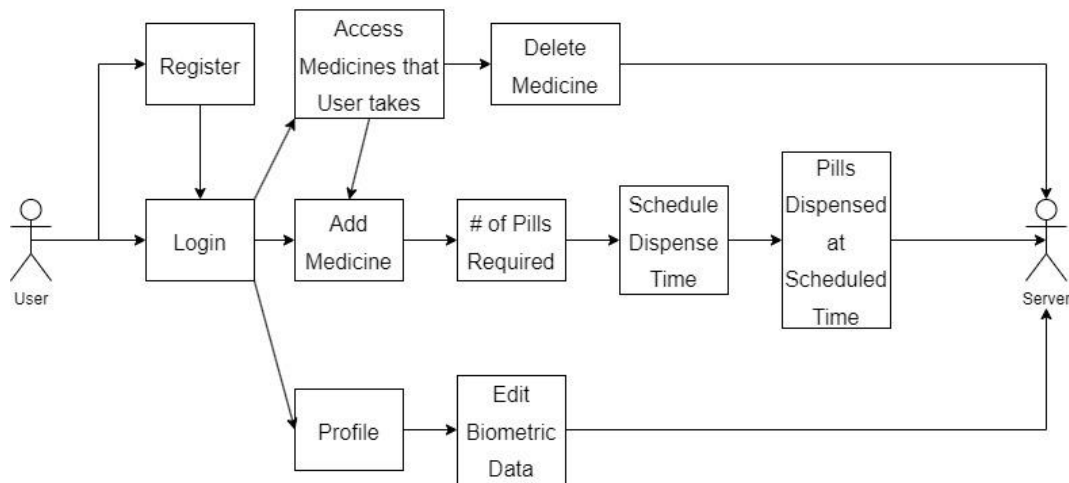 Register
Access
Medicines that
User takes
Delete
Medicine
User
Login
Add
Medicine
# of Pills
Required
Schedule
Dispense
Time
Pills
Dispensed
at
Scheduled
Time
Server
Profile
Edit
Biometric
Data